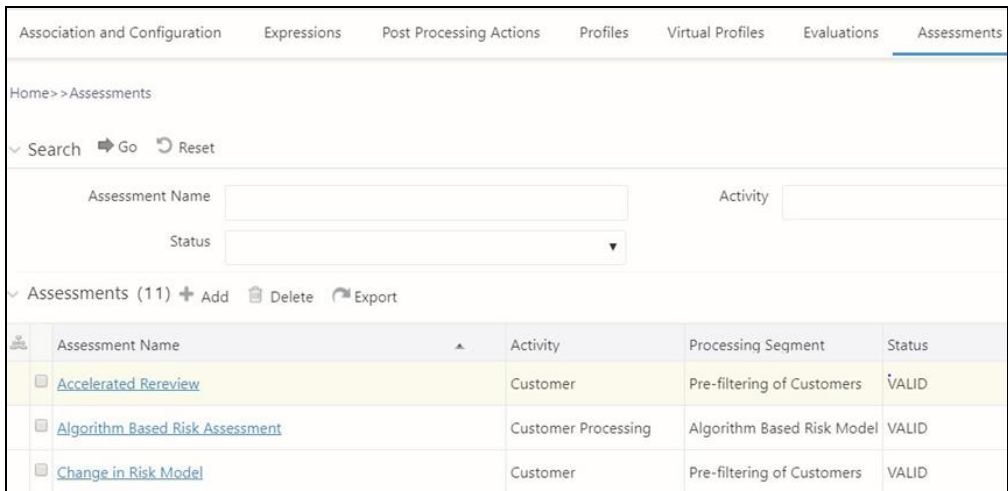 Association and Configuration Expressions Post Processing Actions Profiles Virtual Profiles Evaluations Assessments
Home>>Assessments
Search Go Reset
Assessment Name Activity
Status
Assessments (11) Add Delete Export
Assessment Name Activity Processing Segment Status
Accelerated Rereview Customer Pre-filtering of Customers VALID
Algorithm Based Risk Assessment Customer Processing Algorithm Based Risk Model VALID
Change in Risk Model Customer Pre-filtering of Customers VALID